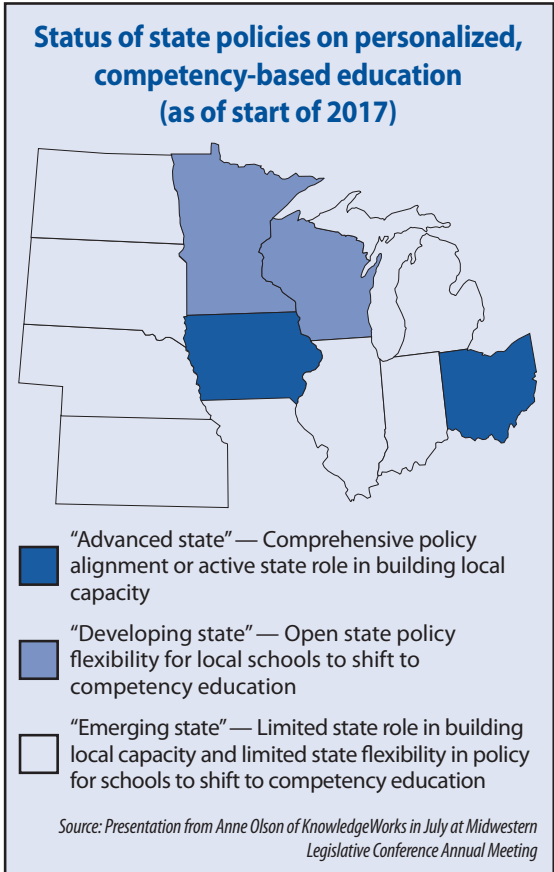 Status of state policies on personalized,
competency-based education
(as of start of 2017)
“Advanced state” — Comprehensive policy
alignment or active state role in building local
capacity
“Developing state” — Open state policy
flexibility for local schools to shift to
competency education
“Emerging state” — Limited state role in building
local capacity and limited state flexibility in policy
for schools to shift to competency education
Source: Presentation from Anne Olson of KnowledgeWorks in July at Midwestern
Legislative Conference Annual Meeting